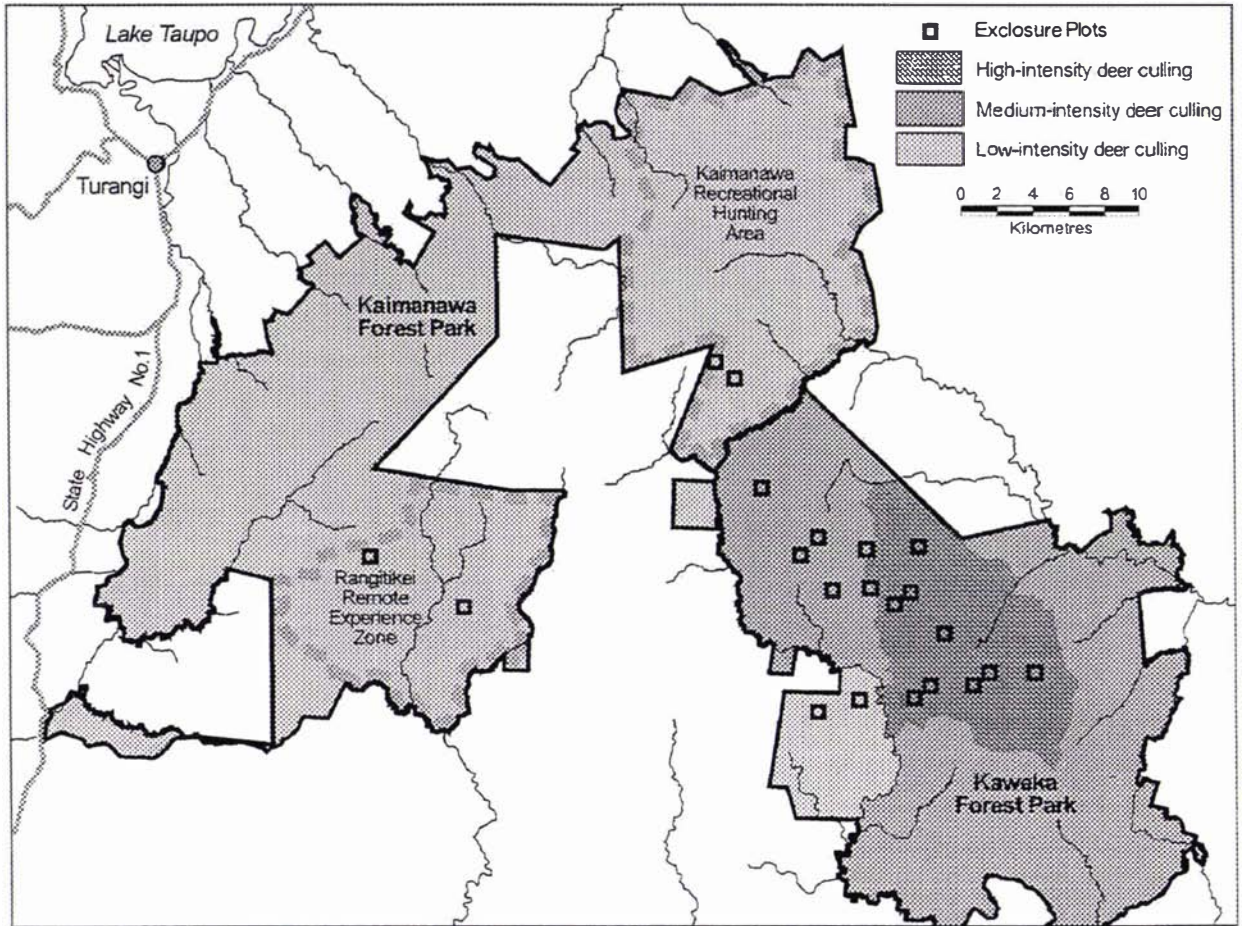 Lake Taupo
Turangi
State Highway No.1
Kaimanawa
Forest Park
Kaimanawa
Recreational
Hunting
Area
Rangitikei
Remote
Experience
Zone
Kaweka
Forest Park
Exclosure Plots
High-intensity deer culling
Medium-intensity deer culling
Low-intensity deer culling
0 2 4 6 8 10
Kilometres